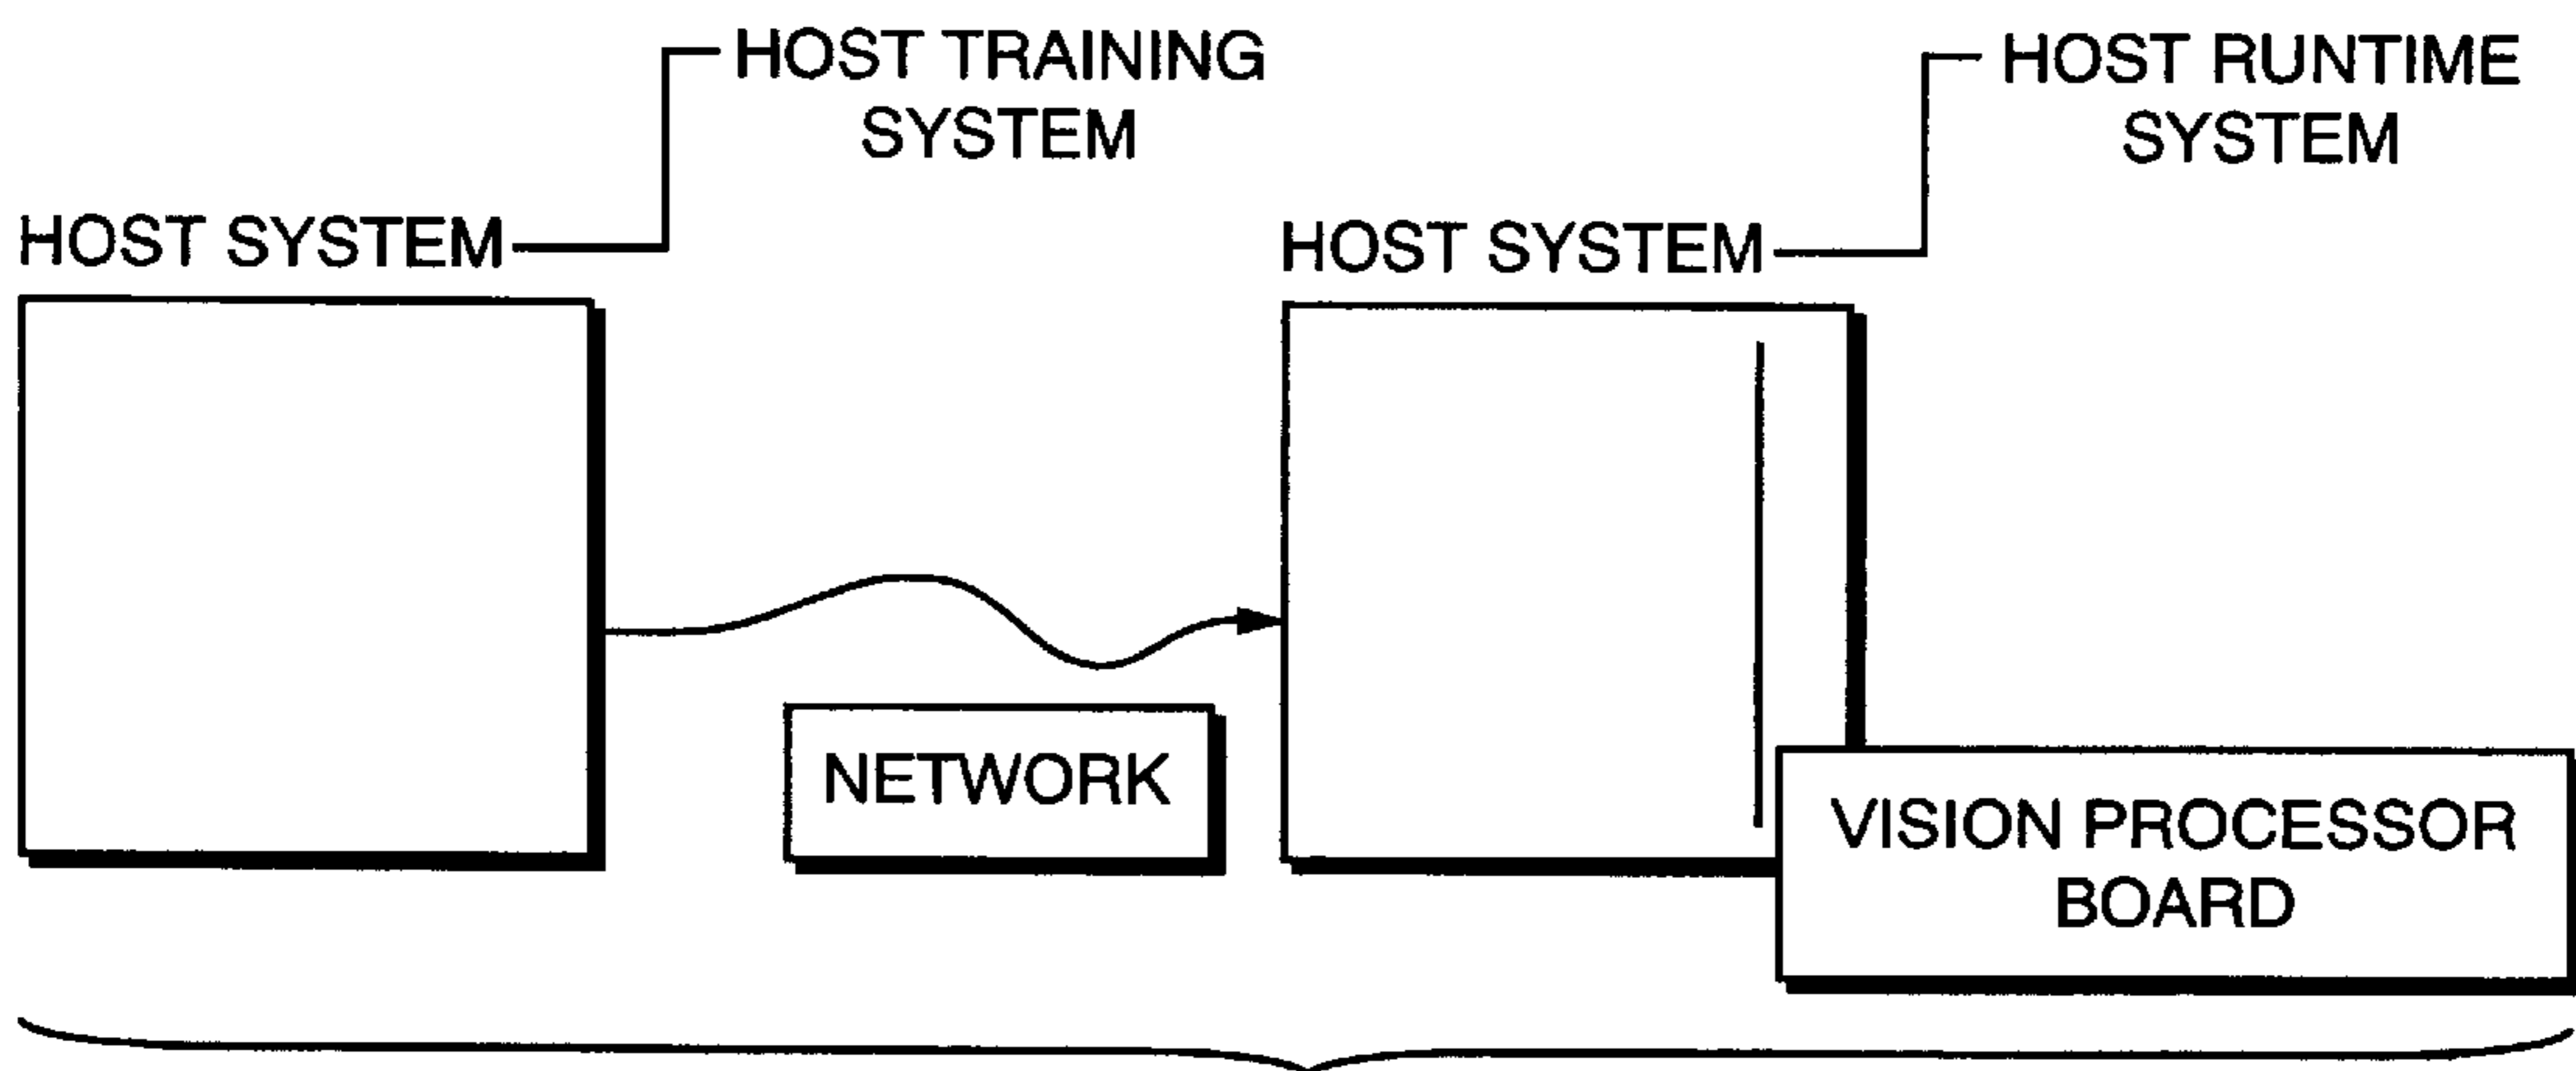 HOST TRAINING
SYSTEM
HOST RUNTIME
SYSTEM
HOST SYSTEM
HOST SYSTEM
NETWORK
VISION PROCESSOR
BOARD